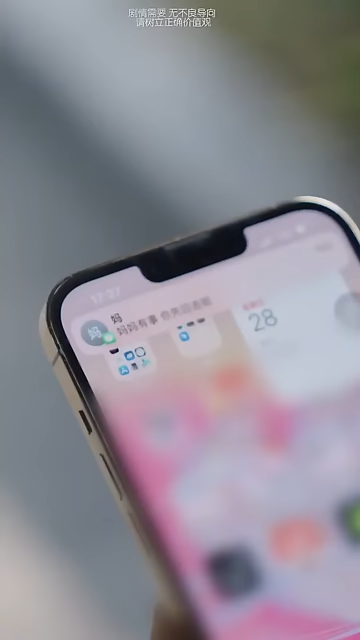 剧情需要 无不良导向
请树立正确价值观
17:27
妈
妈
妈妈有事 你先回去吧
28